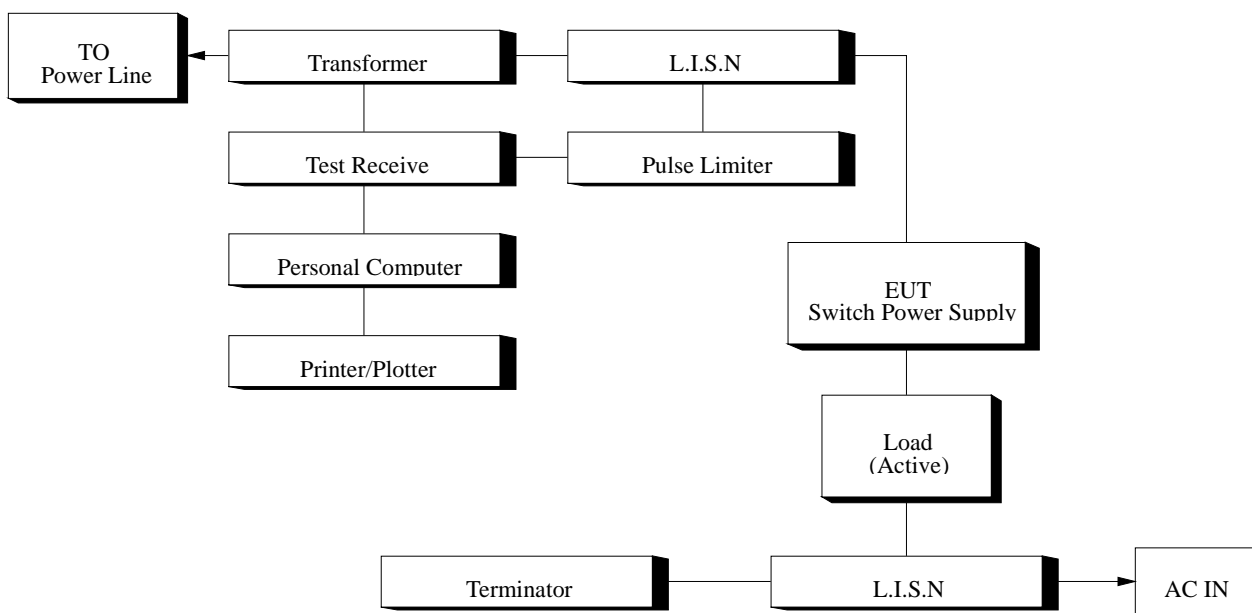 TO
Power Line
Transformer
L.I.S.N
Test Receive
Pulse Limiter
Personal Computer
EUT
Switch Power Supply
Printer/Plotter
Load
(Active)
Terminator
L.I.S.N
AC IN